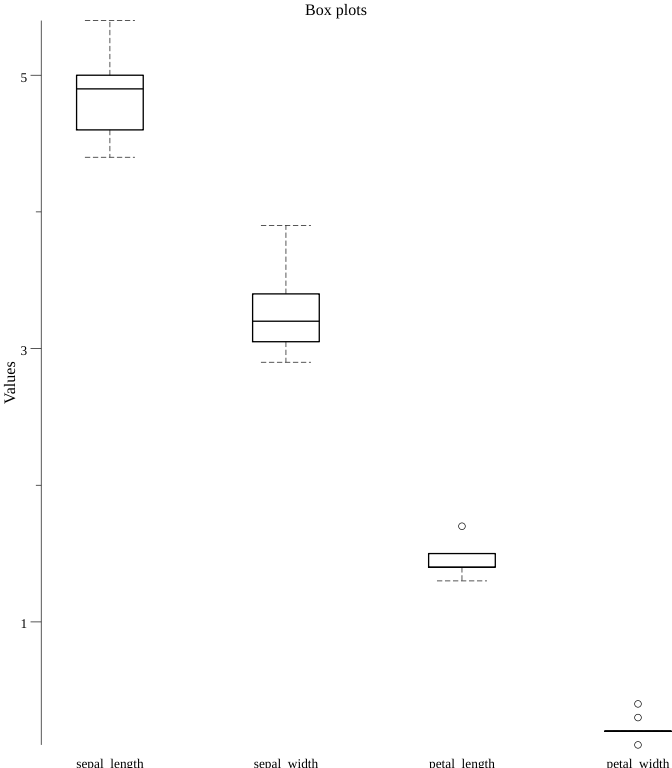 Box plots
5
3
1
Values
sepal_length
sepal_width
petal_length
petal_width